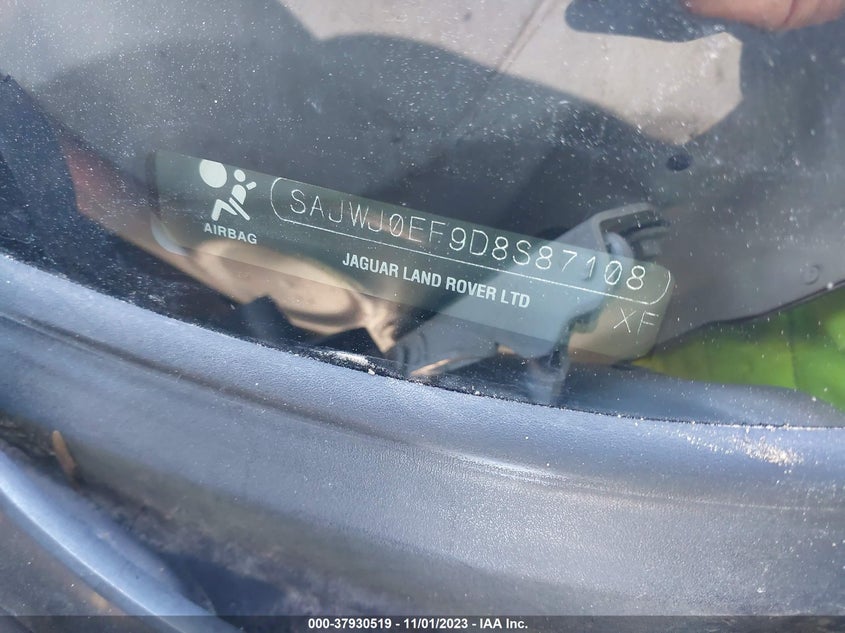 AIRBAG
SAJWJ0EF9D8S87108
JAGUAR LAND ROVER LTD
XF
000-37930519 - 11/01/2023 - IAA Inc.